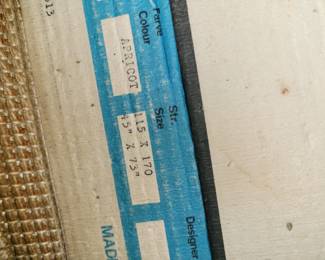 Farve
Colour
APRICOT
Str.
Size
115 X 170
45" X 73"
Designer
MAD